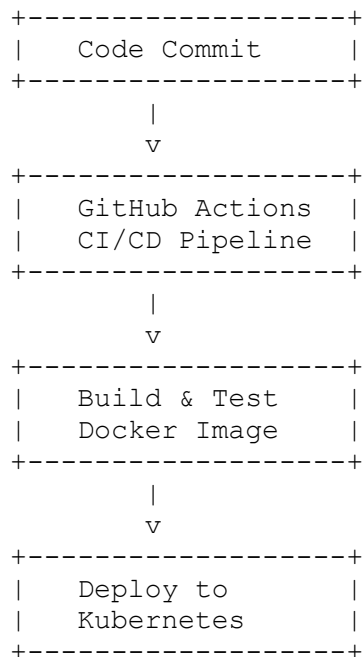 Code Commit
GitHub Actions
CI/CD Pipeline
Build & Test
Docker Image
Deploy to
Kubernetes